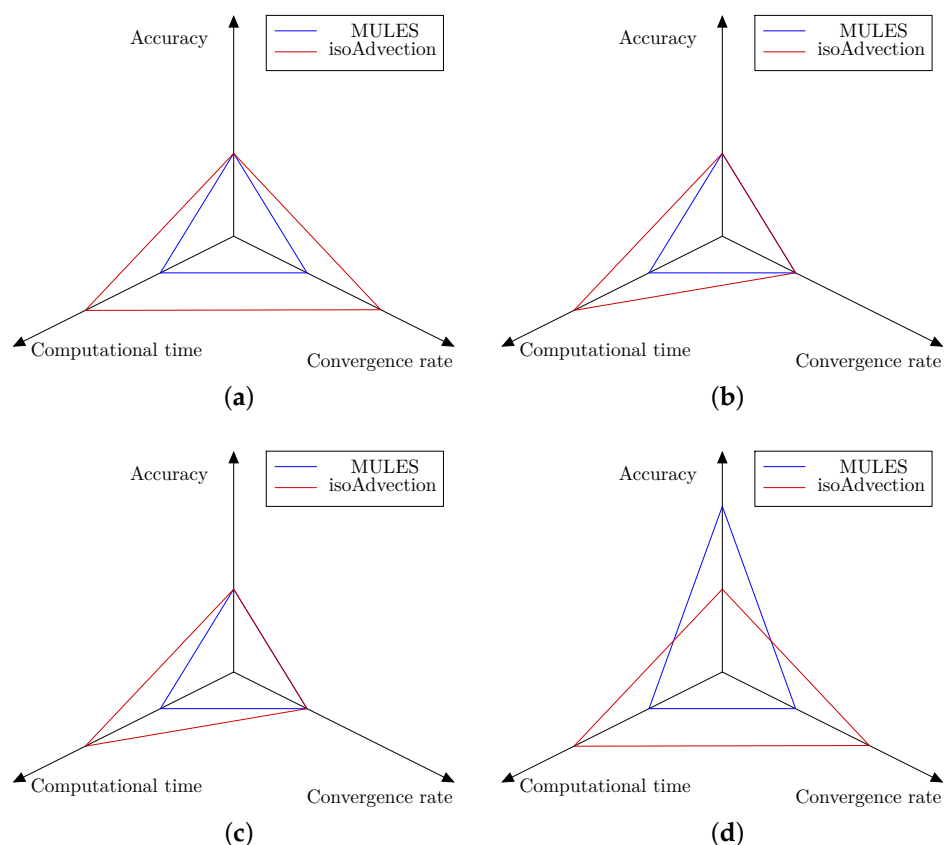 Accuracy
MULES
isoAdvection
Computational time
Convergence rate
(a)
Accuracy
MULES
isoAdvection
Computational time
Convergence rate
(b)
Accuracy
MULES
isoAdvection
Computational time
Convergence rate
(c)
Accuracy
MULES
isoAdvection
Computational time
Convergence rate
(d)